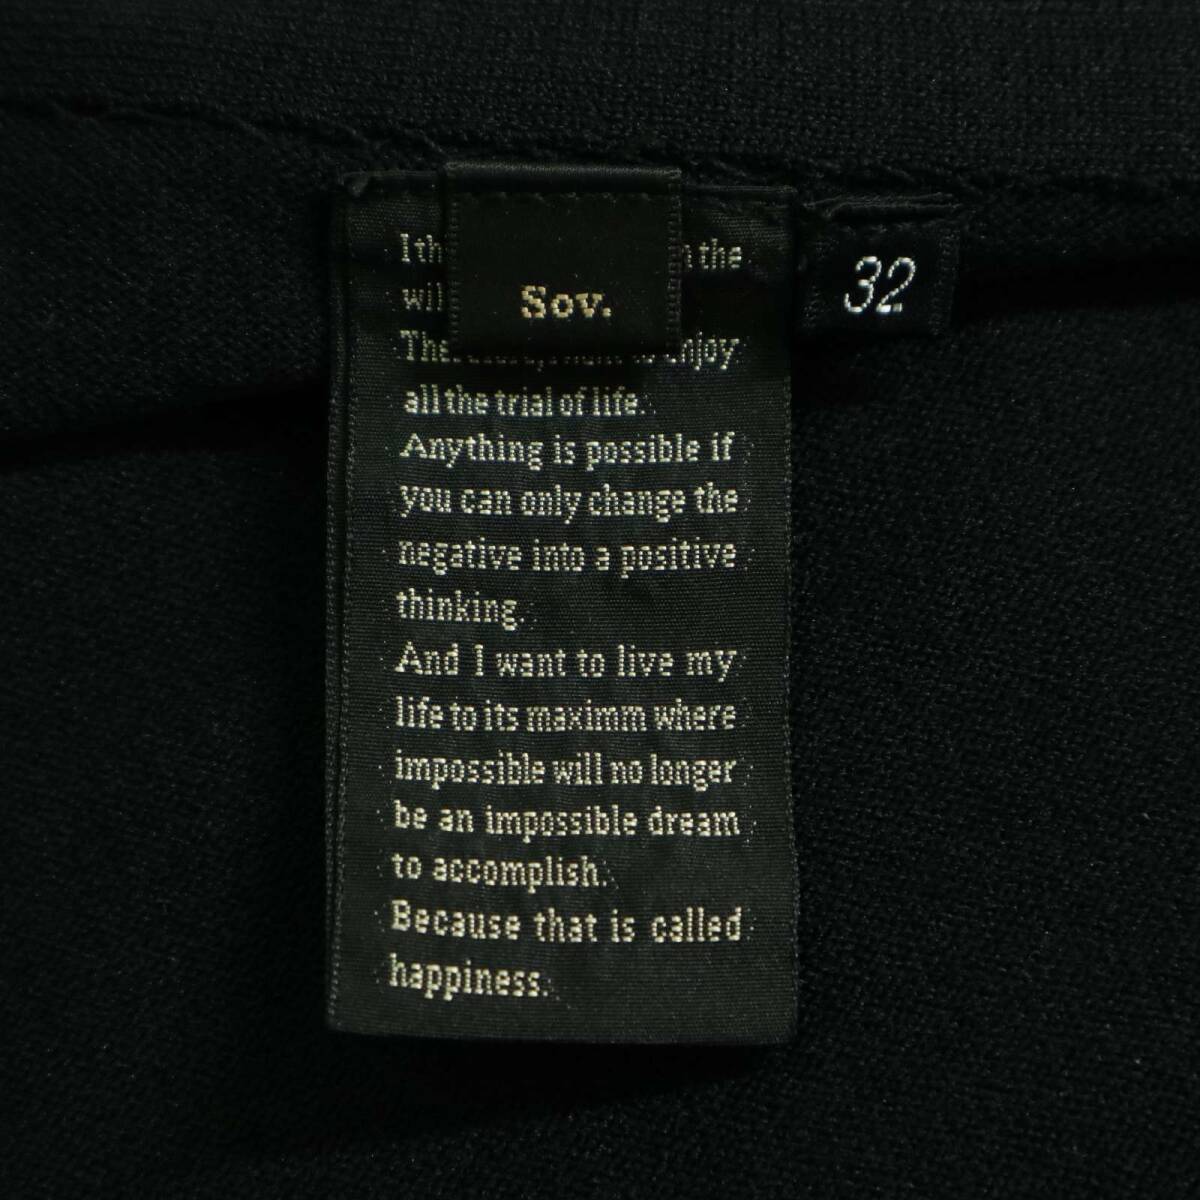 Sov.
32
the
all the trial of life.
Anything is possible if
you can only change the
negative into a positive
thinking.
And I want to live my
life to its maximm where
impossible will no longer
be an impossible dream
to accomplish.
Because that is called
happiness.